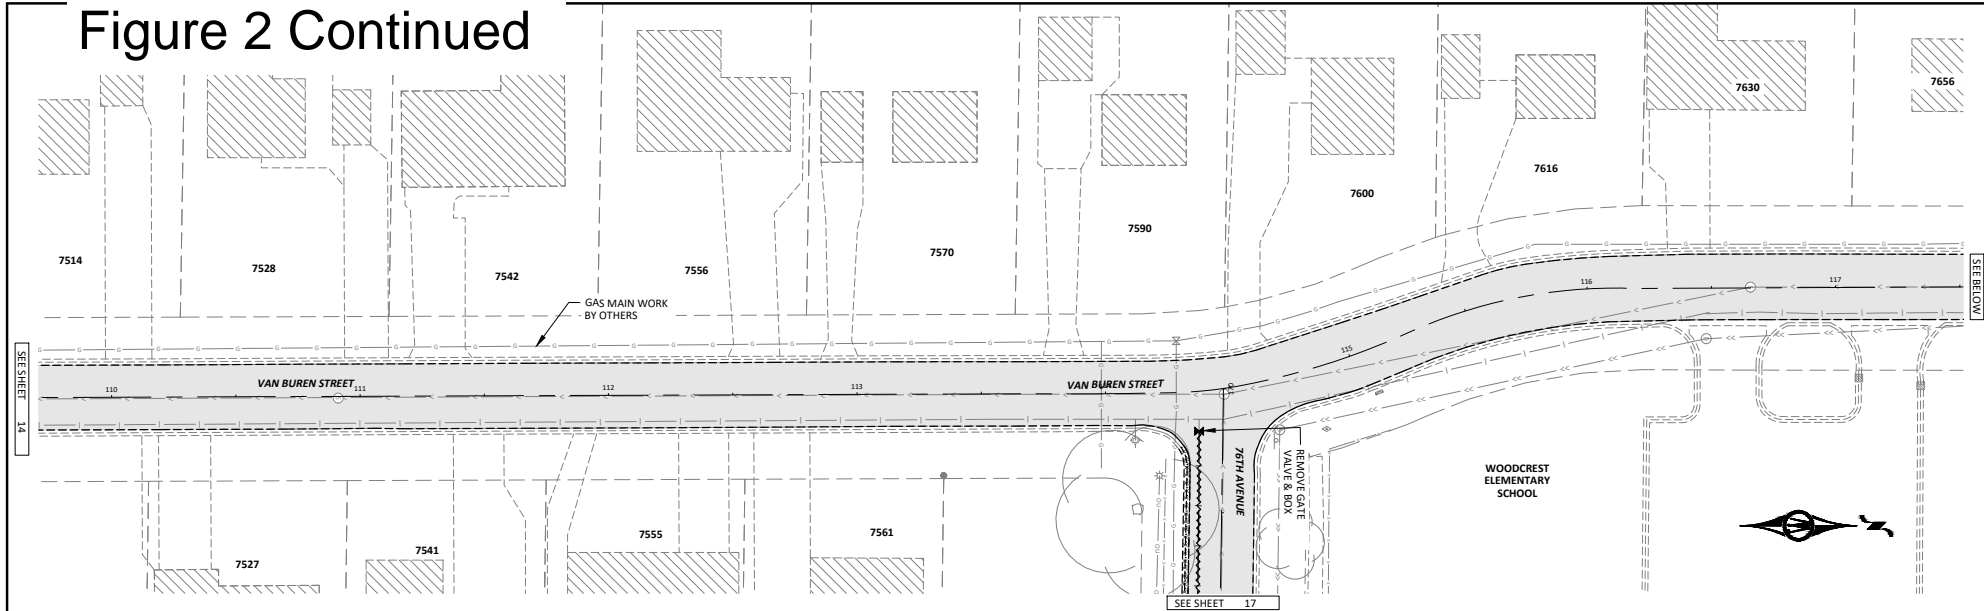 Figure 2 Continued
7656
7630
7616
7600
7590
7570
7556
7542
7528
7514
GAS MAIN WORK
BY OTHERS
SEE BELOW
SEE SHEET 14
VAN BUREN STREET
VAN BUREN STREET
110
111
112
113
115
116
117
76TH AVENUE
REMOVE GATE
VALVE & BOX
WOODCREST
ELEMENTARY
SCHOOL
7527
7541
7555
7561
SEE SHEET 17